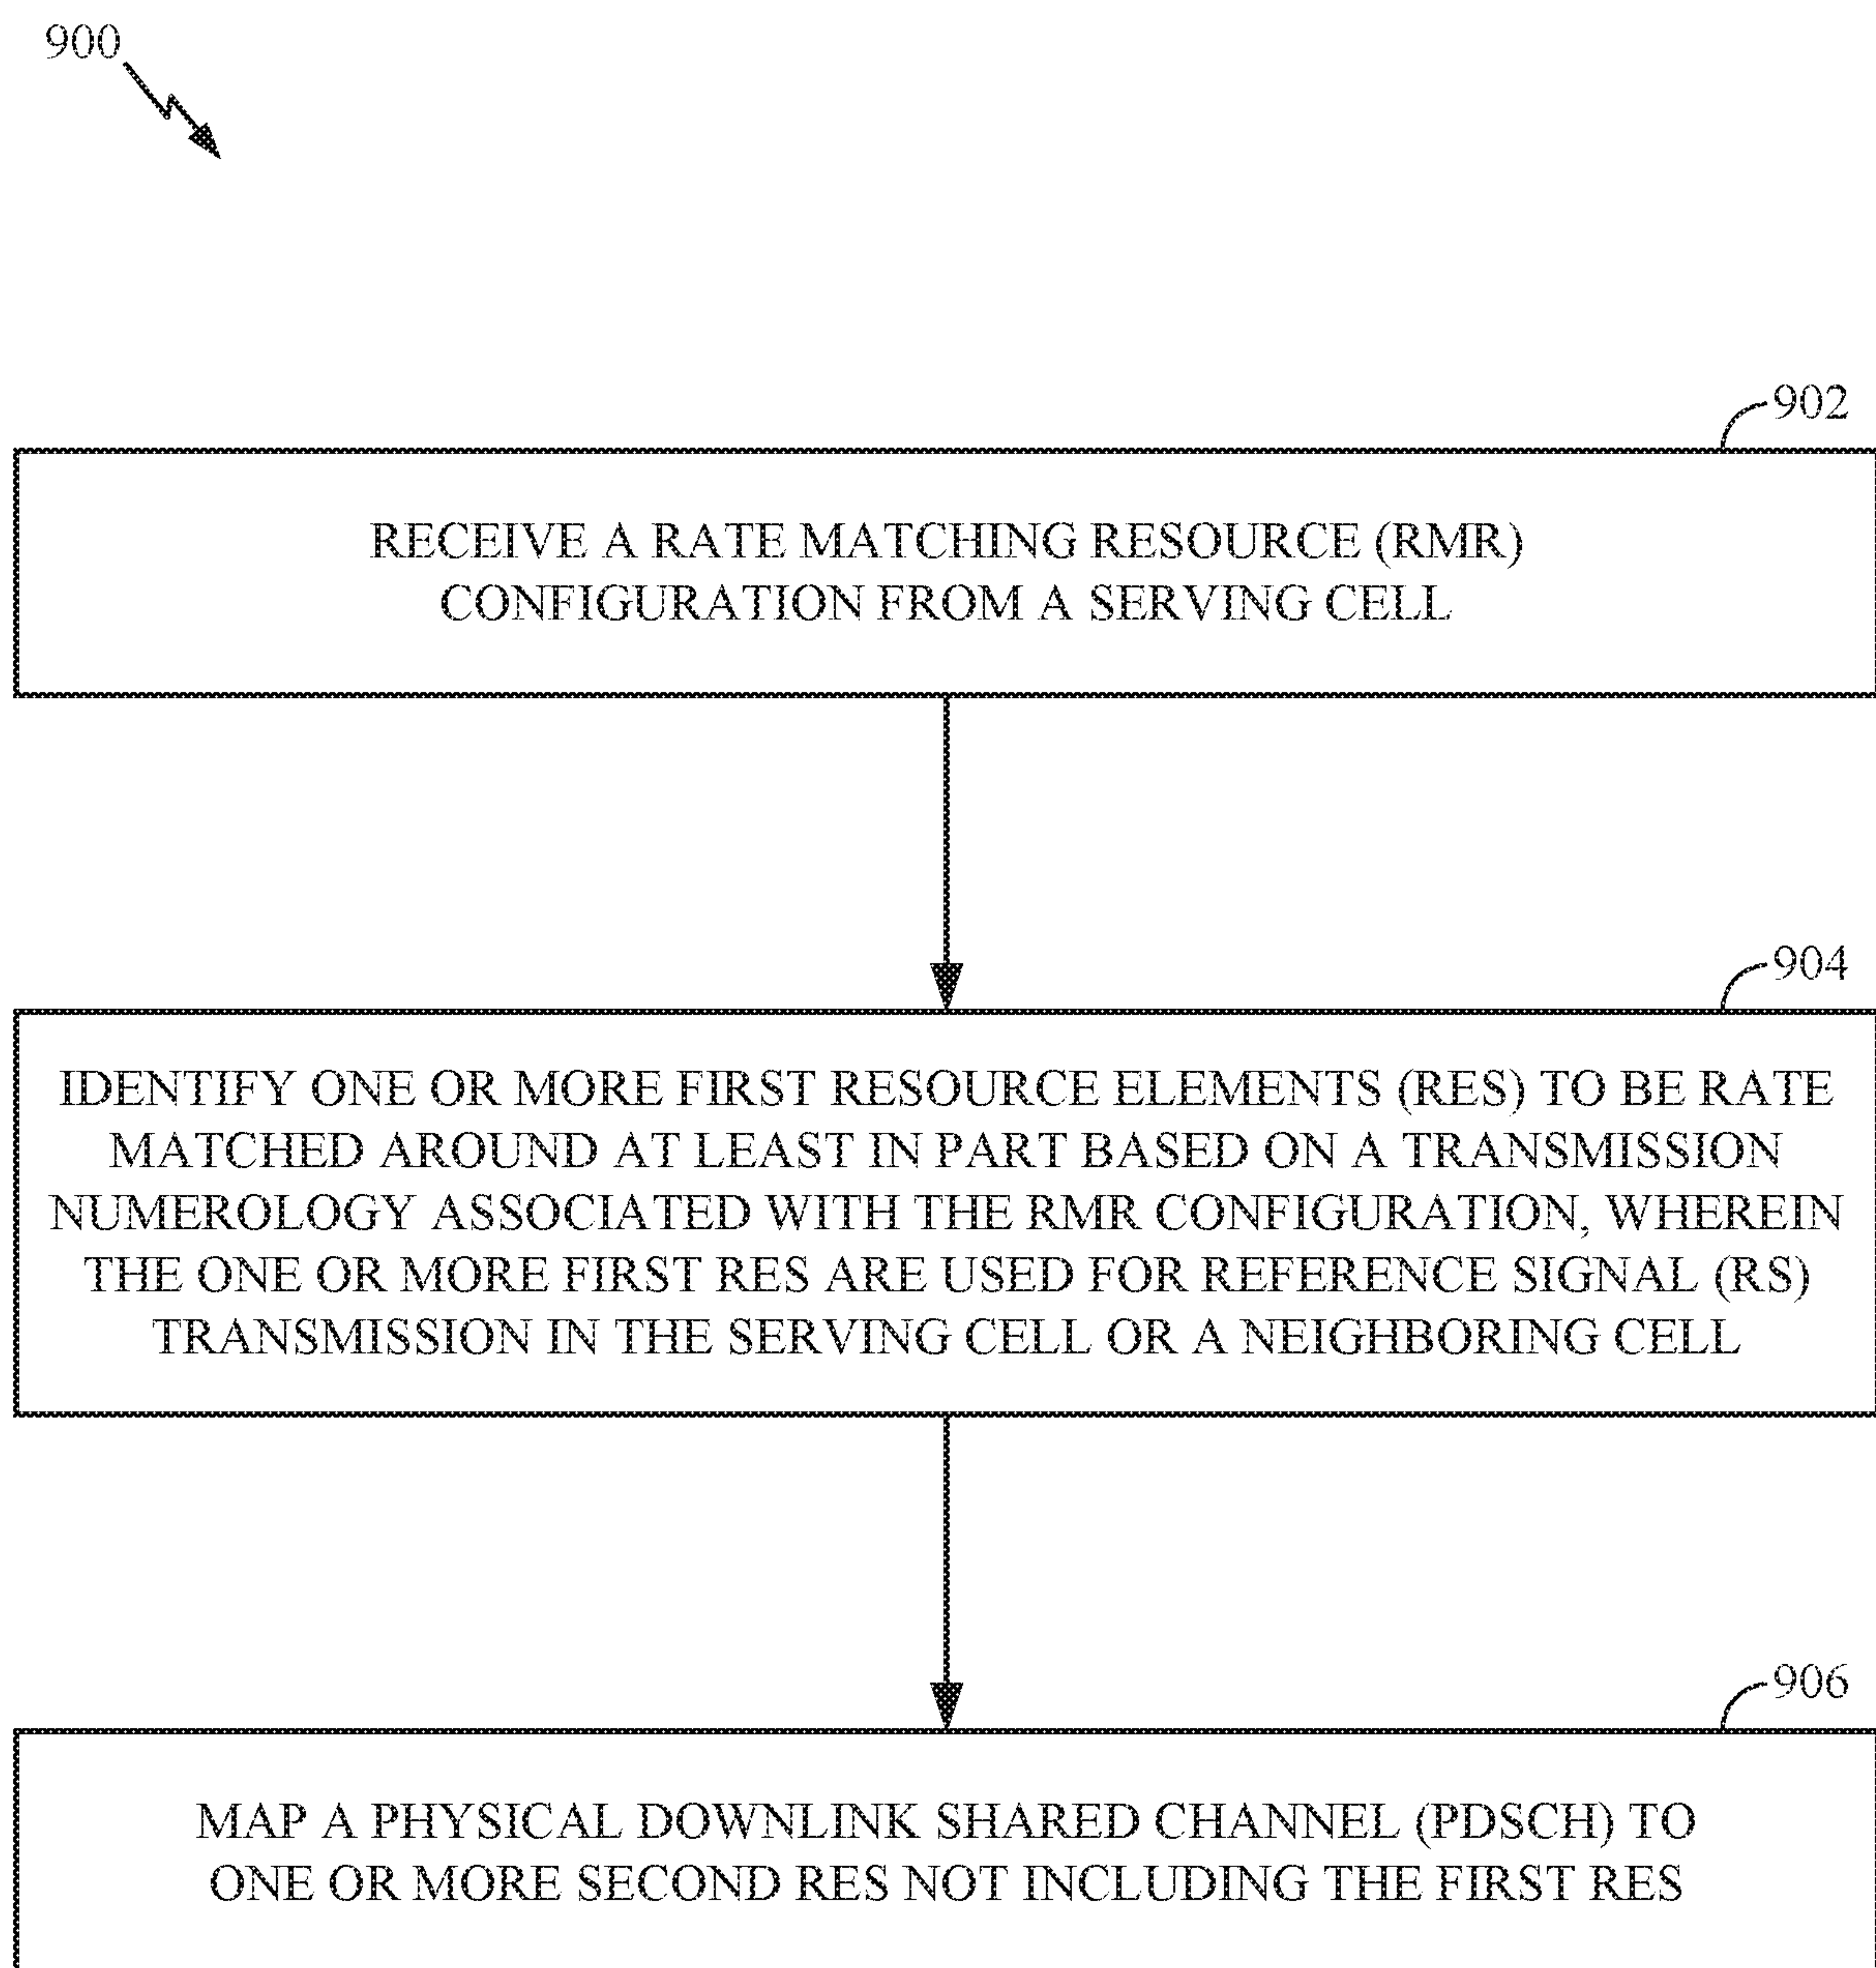 900
902
RECEIVE A RATE MATCHING RESOURCE (RMR)
CONFIGURATION FROM A SERVING CELL
904
IDENTIFY ONE OR MORE FIRST RESOURCE ELEMENTS (RES) TO BE RATE
MATCHED AROUND AT LEAST IN PART BASED ON A TRANSMISSION
NUMEROLOGY ASSOCIATED WITH THE RMR CONFIGURATION, WHEREIN
THE ONE OR MORE FIRST RES ARE USED FOR REFERENCE SIGNAL (RS)
TRANSMISSION IN THE SERVING CELL OR A NEIGHBORING CELL
906
MAP A PHYSICAL DOWNLINK SHARED CHANNEL (PDSCH) TO
ONE OR MORE SECOND RES NOT INCLUDING THE FIRST RES